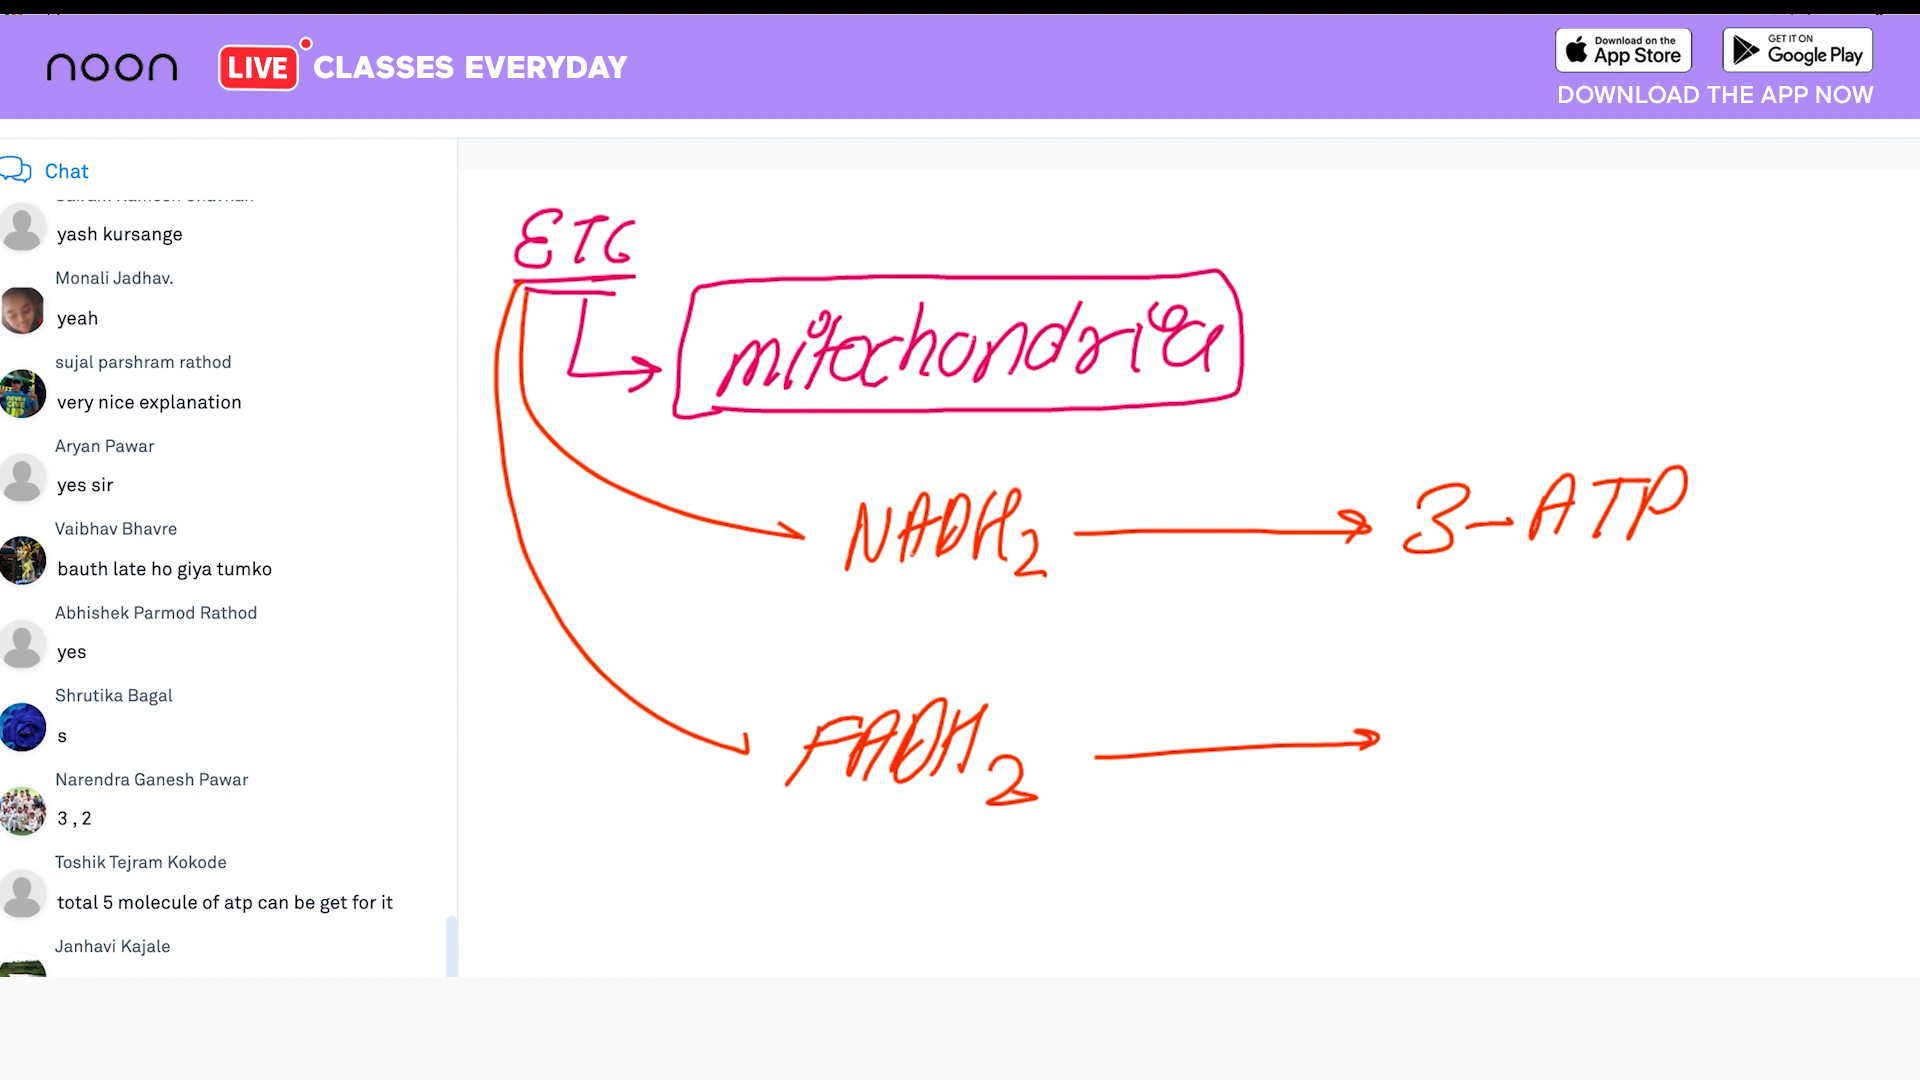 noon LIVE CLASSES EVERYDAY
Download on the App Store
GET IT ON Google Play
DOWNLOAD THE APP NOW
Chat
yash kursange
Monali Jadhav.
yeah
sujal parshram rathod
very nice explanation
Aryan Pawar
yes sir
Vaibhav Bhavre
bauth late ho giya tumko
Abhishek Parmod Rathod
yes
Shrutika Bagal
s
Narendra Ganesh Pawar
3 , 2
Toshik Tejram Kokode
total 5 molecule of atp can be get for it
Janhavi Kajale
ETC
mitochondria
NADH2 → 3-ATP
FADH2 →